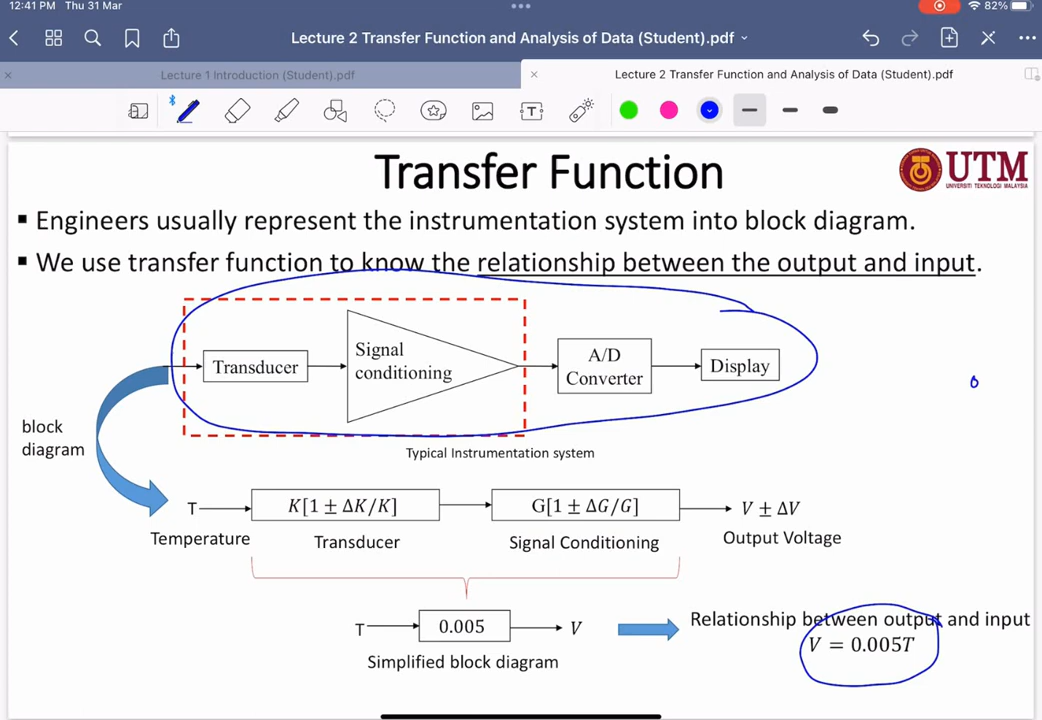 12:41 PM Thu 31 Mar
82%
Lecture 2 Transfer Function and Analysis of Data (Student).pdf
Lecture 1 Introduction (Student).pdf
Lecture 2 Transfer Function and Analysis of Data (Student).pdf
Transfer Function
UTM
UNIVERSITI TEKNOLOGI MALAYSIA
▪ Engineers usually represent the instrumentation system into block diagram.
▪ We use transfer function to know the relationship between the output and input.
Transducer
Signal
conditioning
A/D
Converter
Display
block
diagram
Typical Instrumentation system
T
K[1 ± ΔK/K]
G[1 ± ΔG/G]
V ± ΔV
Temperature
Transducer
Signal Conditioning
Output Voltage
T
0.005
V
Simplified block diagram
Relationship between output and input
V = 0.005T